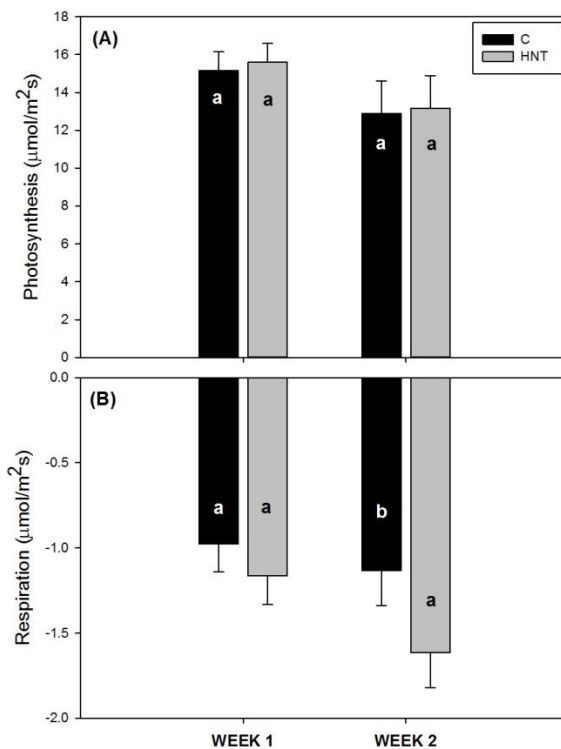 (A)
C
HNT
18
16
14
12
10
8
6
4
2
0
Photosynthesis (μmol/m²s)
a
a
a
a
(B)
0.0
-0.5
-1.0
-1.5
-2.0
Respiration (μmol/m²s)
a
a
b
a
WEEK 1
WEEK 2